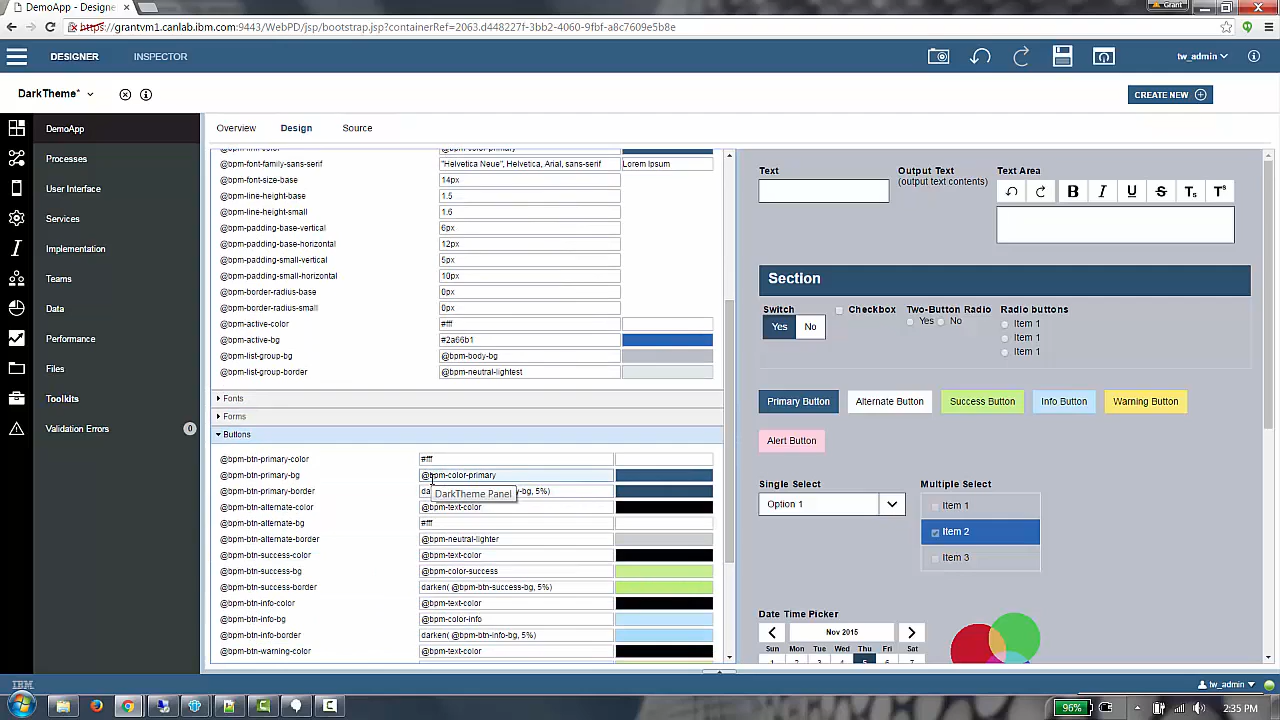 DemoApp - Designe
Grant
https://grantvm1.canlab.ibm.com:9443/WebPD/jsp/bootstrap.jsp?containerRef=2063.d448227f-3bb2-4060-9fbf-a8c7609e5b8e
DESIGNER
INSPECTOR
tw_admin
DarkTheme*
CREATE NEW
DemoApp
Processes
User Interface
Services
Implementation
Teams
Data
Performance
Files
Toolkits
Validation Errors 0
Overview
Design
Source
@bpm-font-family-sans-serif "Helvetica Neue", Helvetica, Arial, sans-serif Lorem Ipsum
@bpm-font-size-base 14px
@bpm-line-height-base 1.5
@bpm-line-height-small 1.6
@bpm-padding-base-vertical 6px
@bpm-padding-base-horizontal 12px
@bpm-padding-small-vertical 5px
@bpm-padding-small-horizontal 10px
@bpm-border-radius-base 0px
@bpm-border-radius-small 0px
@bpm-active-color #fff
@bpm-active-bg #2a66b1
@bpm-list-group-bg @bpm-body-bg
@bpm-list-group-border @bpm-neutral-lightest
Fonts
Forms
Buttons
@bpm-btn-primary-color #fff
@bpm-btn-primary-bg @bpm-color-primary
@bpm-btn-primary-border da y-bg, 5%)
DarkTheme Panel
@bpm-btn-alternate-color @bpm-text-color
@bpm-btn-alternate-bg #fff
@bpm-btn-alternate-border @bpm-neutral-lighter
@bpm-btn-success-color @bpm-text-color
@bpm-btn-success-bg @bpm-color-success
@bpm-btn-success-border darken( @bpm-btn-success-bg, 5%)
@bpm-btn-info-color @bpm-text-color
@bpm-btn-info-bg @bpm-color-info
@bpm-btn-info-border darken( @bpm-btn-info-bg, 5%)
@bpm-btn-warning-color @bpm-text-color
Text
Output Text
(output text contents)
Text Area
B I U S Ts Ts
Section
Switch
Yes No
Checkbox
Two-Button Radio
Yes No
Radio buttons
Item 1
Item 1
Item 1
Primary Button
Alternate Button
Success Button
Info Button
Warning Button
Alert Button
Single Select
Option 1
Multiple Select
Item 1
Item 2
Item 3
Date Time Picker
Nov 2015
Sun Mon Tue Wed Thu Fri Sat
1 2 3 4 5 6 7
IBM
tw_admin
96%
2:35 PM